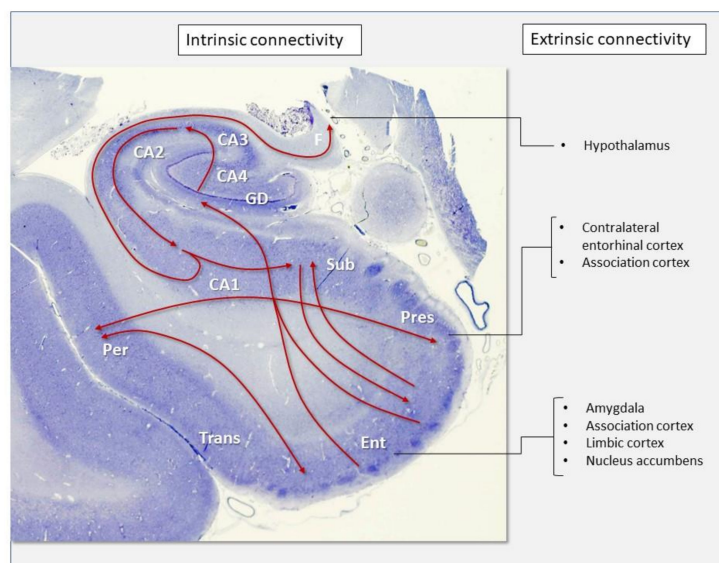 Intrinsic connectivity
Extrinsic connectivity
CA2
CA3
F
CA4
GD
Sub
CA1
Pres
Per
Trans
Ent
• Hypothalamus
• Contralateral
entorhinal cortex
• Association cortex
• Amygdala
• Association cortex
• Limbic cortex
• Nucleus accumbens